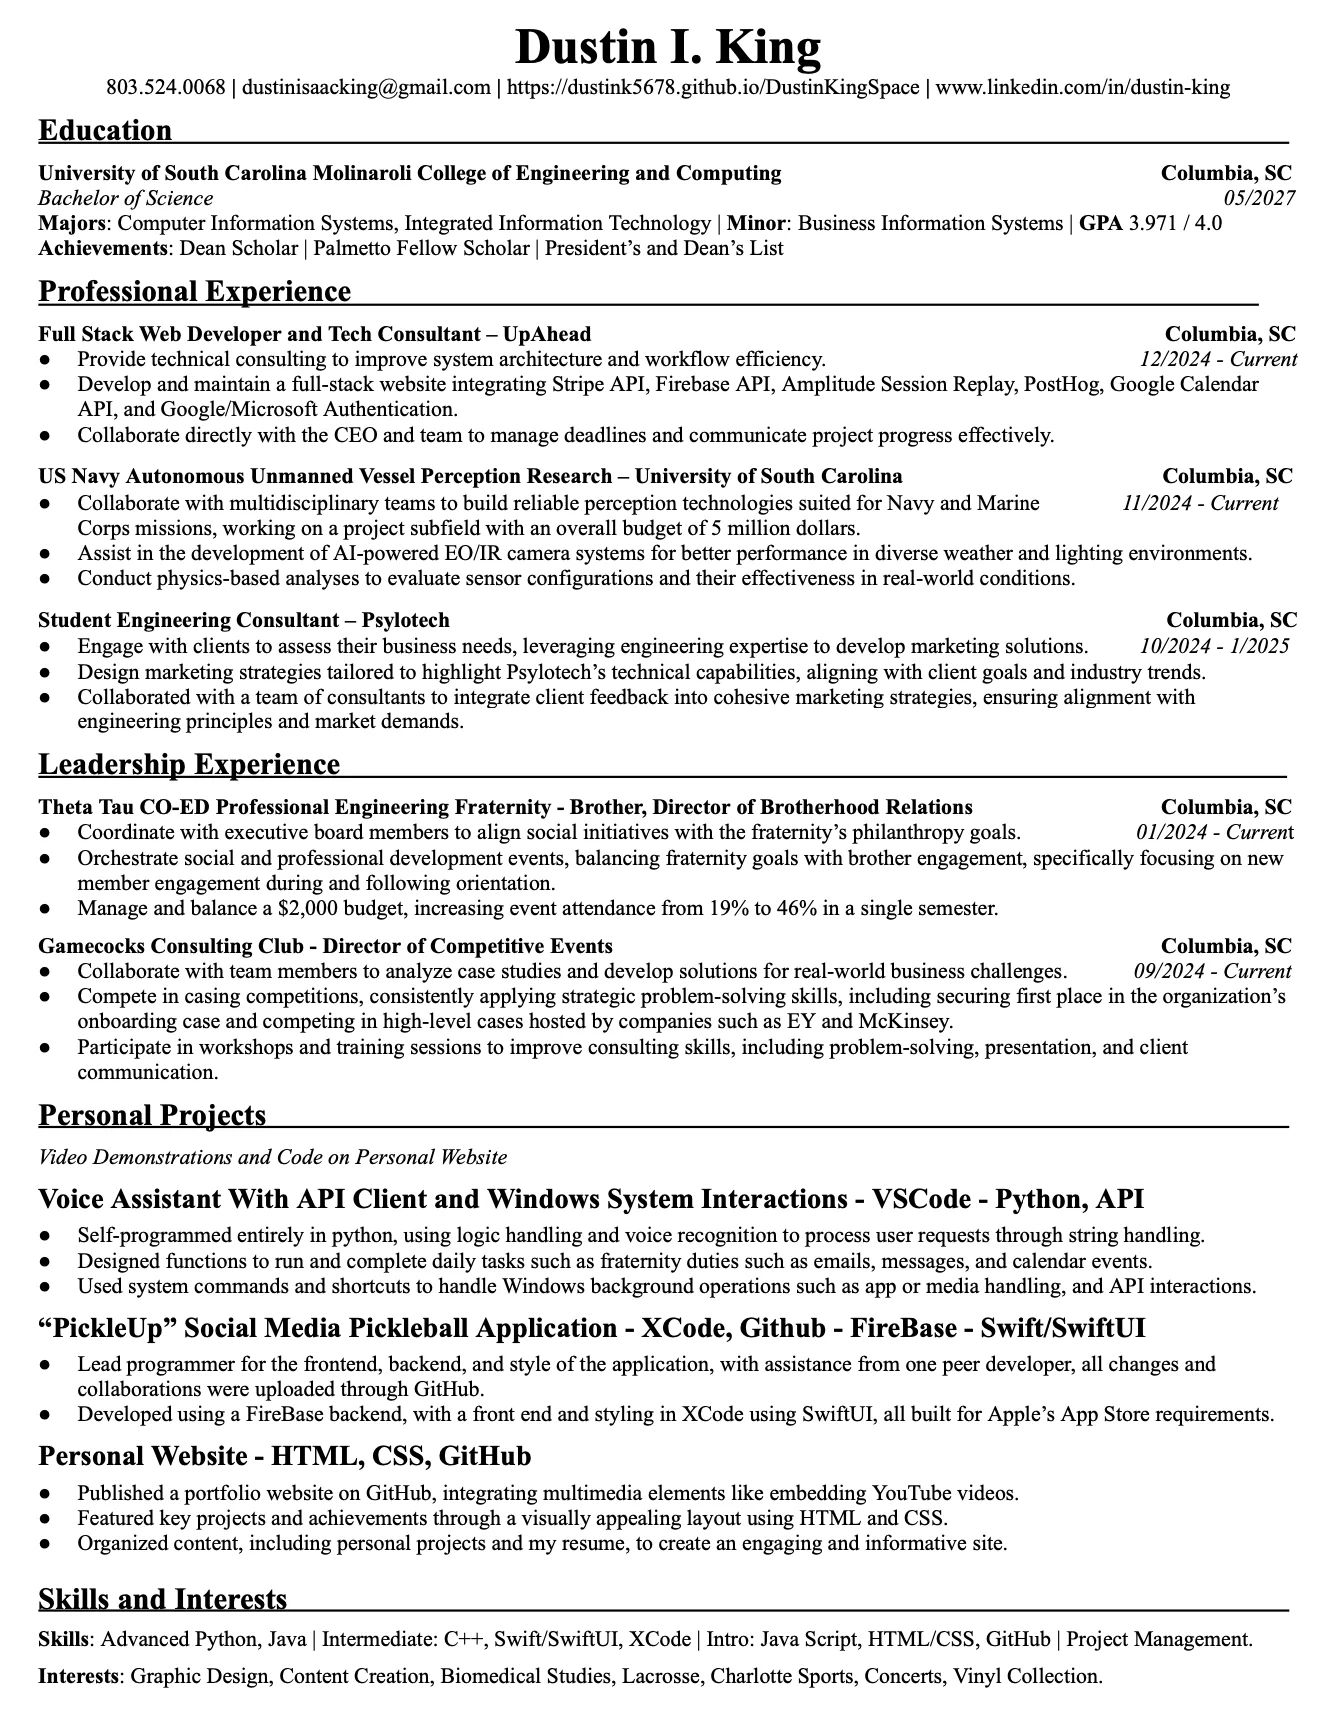 Dustin I. King
803.524.0068 | dustinisaacking@gmail.com | https://dustink5678.github.io/DustinKingSpace | www.linkedin.com/in/dustin-king
Education
University of South Carolina Molinaroli College of Engineering and Computing Columbia, SC
Bachelor of Science 05/2027
Majors: Computer Information Systems, Integrated Information Technology | Minor: Business Information Systems | GPA 3.971 / 4.0
Achievements: Dean Scholar | Palmetto Fellow Scholar | President’s and Dean’s List
Professional Experience
Full Stack Web Developer and Tech Consultant – UpAhead Columbia, SC
● Provide technical consulting to improve system architecture and workflow efficiency. 12/2024 - Current
● Develop and maintain a full-stack website integrating Stripe API, Firebase API, Amplitude Session Replay, PostHog, Google Calendar
API, and Google/Microsoft Authentication.
● Collaborate directly with the CEO and team to manage deadlines and communicate project progress effectively.
US Navy Autonomous Unmanned Vessel Perception Research – University of South Carolina Columbia, SC
● Collaborate with multidisciplinary teams to build reliable perception technologies suited for Navy and Marine 11/2024 - Current
Corps missions, working on a project subfield with an overall budget of 5 million dollars.
● Assist in the development of AI-powered EO/IR camera systems for better performance in diverse weather and lighting environments.
● Conduct physics-based analyses to evaluate sensor configurations and their effectiveness in real-world conditions.
Student Engineering Consultant – Psylotech Columbia, SC
● Engage with clients to assess their business needs, leveraging engineering expertise to develop marketing solutions. 10/2024 - 1/2025
● Design marketing strategies tailored to highlight Psylotech’s technical capabilities, aligning with client goals and industry trends.
● Collaborated with a team of consultants to integrate client feedback into cohesive marketing strategies, ensuring alignment with
engineering principles and market demands.
Leadership Experience
Theta Tau CO-ED Professional Engineering Fraternity - Brother, Director of Brotherhood Relations Columbia, SC
● Coordinate with executive board members to align social initiatives with the fraternity’s philanthropy goals. 01/2024 - Current
● Orchestrate social and professional development events, balancing fraternity goals with brother engagement, specifically focusing on new
member engagement during and following orientation.
● Manage and balance a $2,000 budget, increasing event attendance from 19% to 46% in a single semester.
Gamecocks Consulting Club - Director of Competitive Events Columbia, SC
● Collaborate with team members to analyze case studies and develop solutions for real-world business challenges. 09/2024 - Current
● Compete in casing competitions, consistently applying strategic problem-solving skills, including securing first place in the organization’s
onboarding case and competing in high-level cases hosted by companies such as EY and McKinsey.
● Participate in workshops and training sessions to improve consulting skills, including problem-solving, presentation, and client
communication.
Personal Projects
Video Demonstrations and Code on Personal Website
Voice Assistant With API Client and Windows System Interactions - VSCode - Python, API
● Self-programmed entirely in python, using logic handling and voice recognition to process user requests through string handling.
● Designed functions to run and complete daily tasks such as fraternity duties such as emails, messages, and calendar events.
● Used system commands and shortcuts to handle Windows background operations such as app or media handling, and API interactions.
“PickleUp” Social Media Pickleball Application - XCode, Github - FireBase - Swift/SwiftUI
● Lead programmer for the frontend, backend, and style of the application, with assistance from one peer developer, all changes and
collaborations were uploaded through GitHub.
● Developed using a FireBase backend, with a front end and styling in XCode using SwiftUI, all built for Apple’s App Store requirements.
Personal Website - HTML, CSS, GitHub
● Published a portfolio website on GitHub, integrating multimedia elements like embedding YouTube videos.
● Featured key projects and achievements through a visually appealing layout using HTML and CSS.
● Organized content, including personal projects and my resume, to create an engaging and informative site.
Skills and Interests
Skills: Advanced Python, Java | Intermediate: C++, Swift/SwiftUI, XCode | Intro: Java Script, HTML/CSS, GitHub | Project Management.
Interests: Graphic Design, Content Creation, Biomedical Studies, Lacrosse, Charlotte Sports, Concerts, Vinyl Collection.